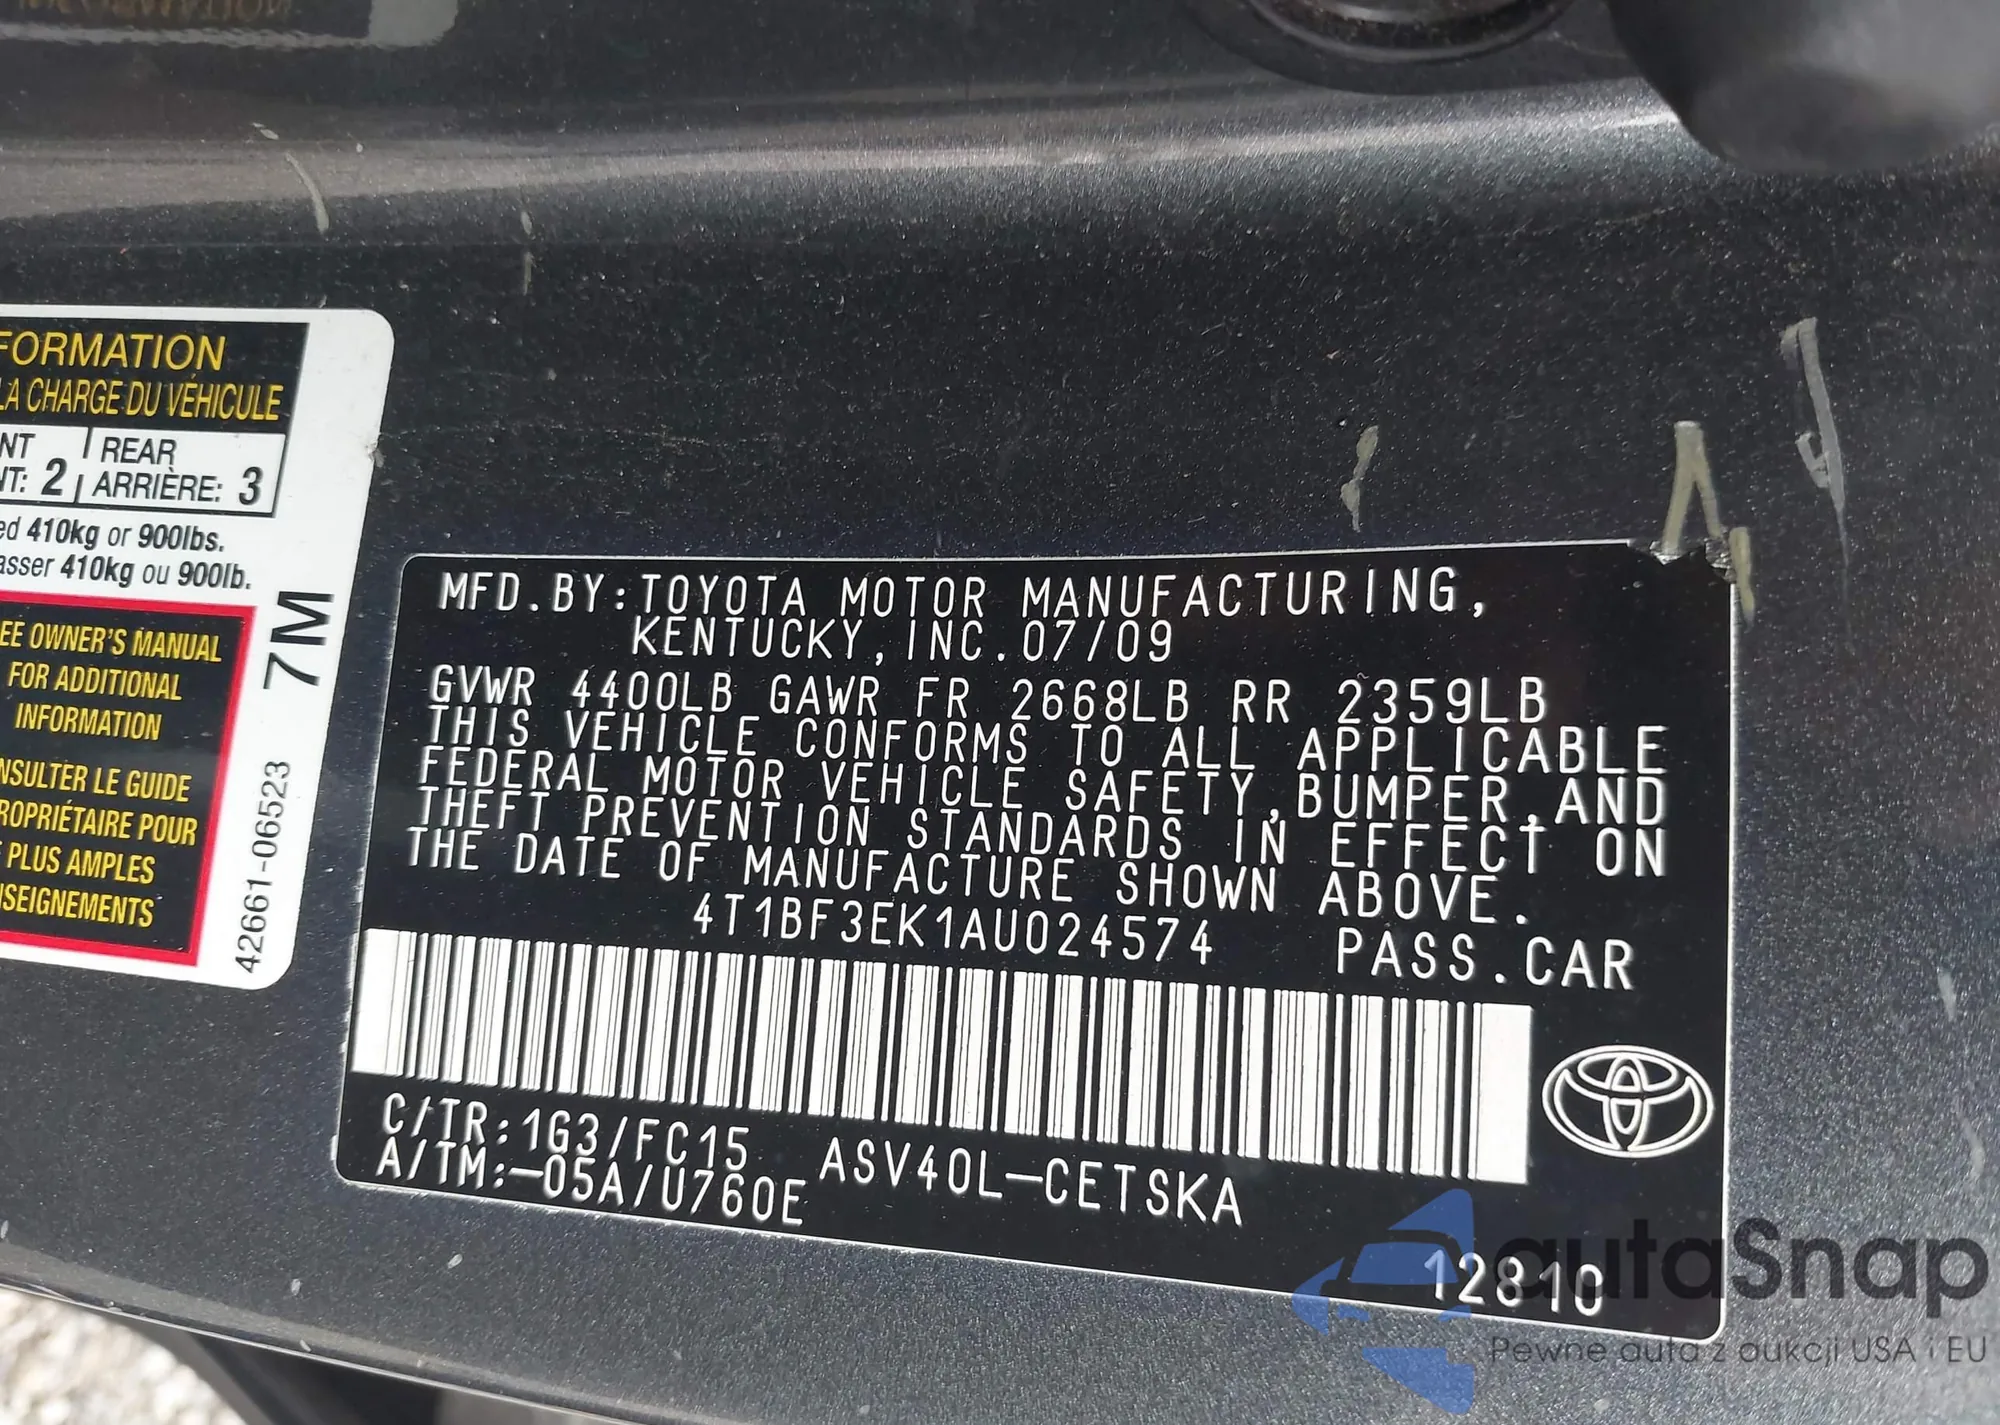 FORMATION
LA CHARGE DU VÉHICULE
NT
REAR
NT: 2
ARRIÈRE: 3
ed 410kg or 900lbs.
asser 410kg ou 900lb.
EE OWNER'S MANUAL
FOR ADDITIONAL
INFORMATION
NSULTER LE GUIDE
ROPRIÉTAIRE POUR
PLUS AMPLES
NSEIGNEMENTS
7M
42661-06523
MFD.BY:TOYOTA MOTOR MANUFACTURING,
KENTUCKY,INC.07/09
GVWR 4400LB GAWR FR 2668LB RR 2359LB
THIS VEHICLE CONFORMS TO ALL APPLICABLE
FEDERAL MOTOR VEHICLE SAFETY,BUMPER,AND
THEFT PREVENTION STANDARDS IN EFFECT ON
THE DATE OF MANUFACTURE SHOWN ABOVE.
4T1BF3EK1AU024574 PASS.CAR
C/TR:1G3/FC15 ASV40L-CETSKA
A/TM:-05A/U760E
12810
autaSnap
Pewne auta z aukcji USA i EU